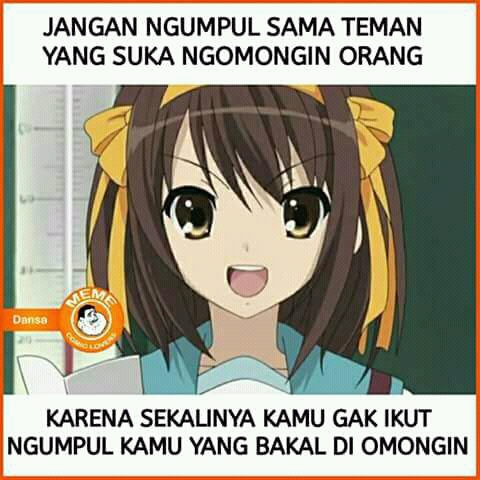 JANGAN NGUMPUL SAMA TEMAN
YANG SUKA NGOMONGIN ORANG
Dansa
MEME
COMIC LOVERS
KARENA SEKALINYA KAMU GAK IKUT
NGUMPUL KAMU YANG BAKAL DI OMONGIN